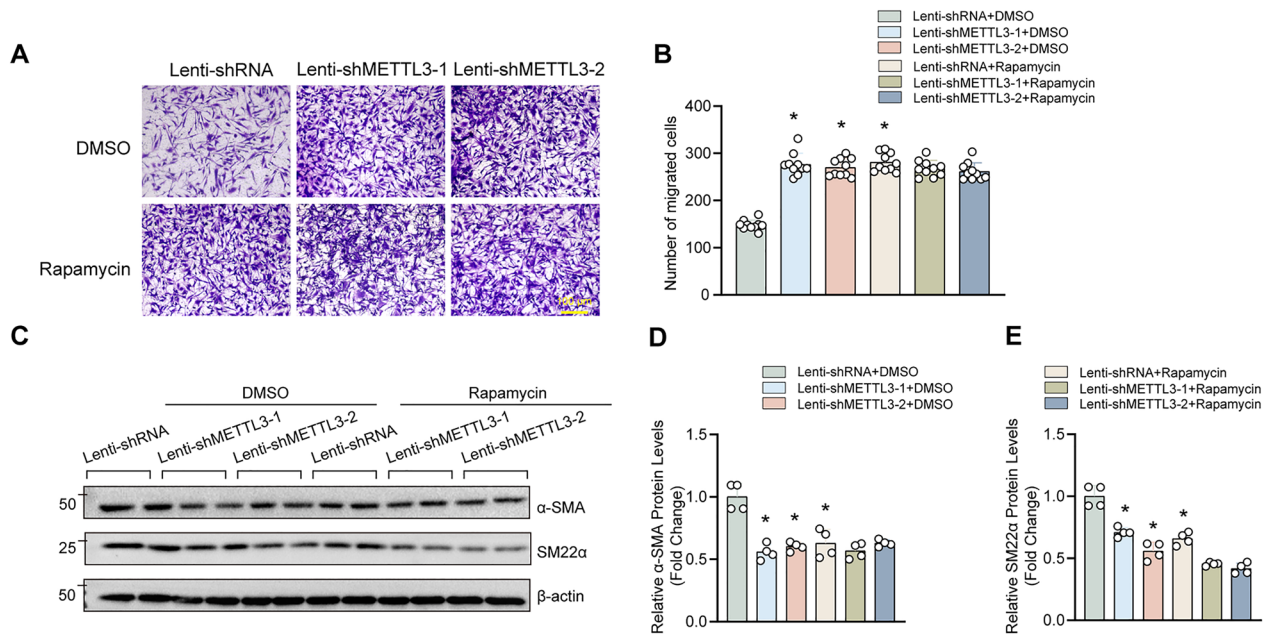 A
Lenti-shRNA
Lenti-shMETTL3-1
Lenti-shMETTL3-2
DMSO
Rapamycin
B
Lenti-shRNA+DMSO
Lenti-shMETTL3-1+DMSO
Lenti-shMETTL3-2+DMSO
Lenti-shRNA+Rapamycin
Lenti-shMETTL3-1+Rapamycin
Lenti-shMETTL3-2+Rapamycin
Number of migrated cells
400
300
200
100
0
* * *
C
DMSO
Rapamycin
Lenti-shRNA
Lenti-shMETTL3-1
Lenti-shMETTL3-2
Lenti-shRNA
Lenti-shMETTL3-1
Lenti-shMETTL3-2
50
α-SMA
25
SM22α
50
β-actin
D
Lenti-shRNA+DMSO
Lenti-shMETTL3-1+DMSO
Lenti-shMETTL3-2+DMSO
Relative α-SMA Protein Levels
(Fold Change)
1.5
1.0
0.5
0.0
* * *
E
Lenti-shRNA+Rapamycin
Lenti-shMETTL3-1+Rapamycin
Lenti-shMETTL3-2+Rapamycin
Relative SM22α Protein Levels
(Fold Change)
1.5
1.0
0.5
0.0
* * *